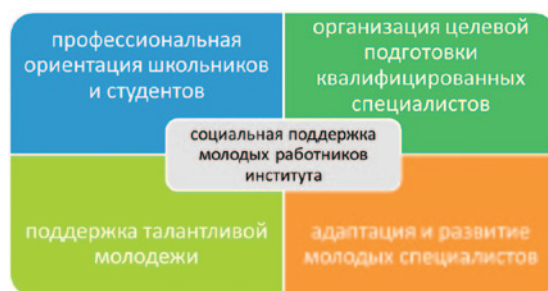 профессиональная
ориентация школьников
и студентов
организация целевой
подготовки
квалифицированных
специалистов
социальная поддержка
молодых работников
института
поддержка талантливой
молодежи
адаптация и развитие
молодых специалистов